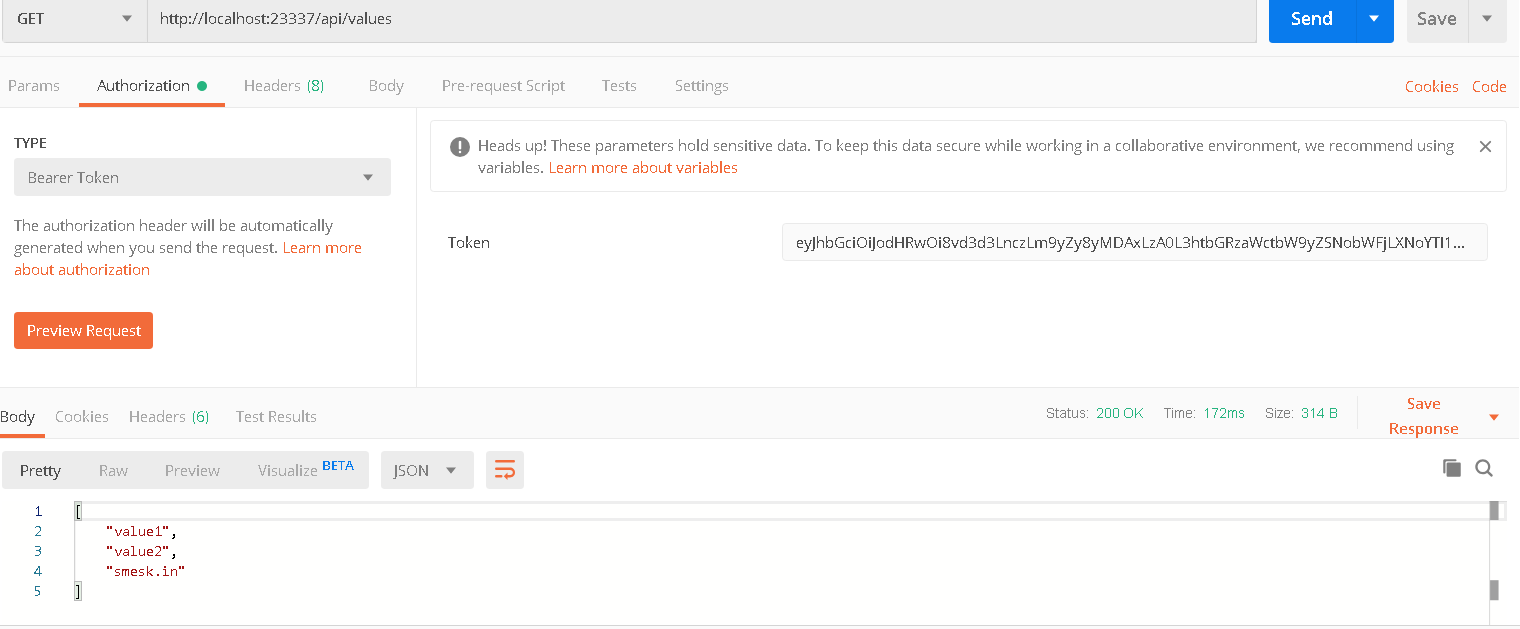 GET http://localhost:23337/api/values Send Save
Params Authorization Headers (8) Body Pre-request Script Tests Settings Cookies Code
TYPE
Bearer Token
The authorization header will be automatically
generated when you send the request. Learn more
about authorization
Preview Request
Heads up! These parameters hold sensitive data. To keep this data secure while working in a collaborative environment, we recommend using
variables. Learn more about variables
Token eyJhbGciOiJodHRwOi8vd3d3LnczLm9yZy8yMDAxLzA0L3htbGRzaWctbW9yZSNobWFjLXNoYTI1...
Body Cookies Headers (6) Test Results Status: 200 OK Time: 172ms Size: 314 B Save
Response
Pretty Raw Preview Visualize BETA JSON
1 [
2 "value1",
3 "value2",
4 "smesk.in"
5 ]